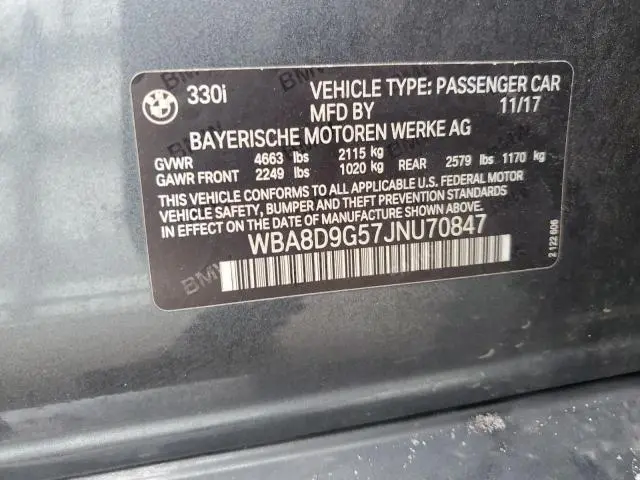 BMW
330i VEHICLE TYPE: PASSENGER CAR
MFD BY 11/17
BAYERISCHE MOTOREN WERKE AG
GVWR 4663 lbs 2115 kg
GAWR FRONT 2249 lbs 1020 kg REAR 2579 lbs 1170 kg
THIS VEHICLE CONFORMS TO ALL APPLICABLE U.S. FEDERAL MOTOR
VEHICLE SAFETY, BUMPER AND THEFT PREVENTION STANDARDS
IN EFFECT ON THE DATE OF MANUFACTURE SHOWN ABOVE.
WBA8D9G57JNU70847
2 122 606